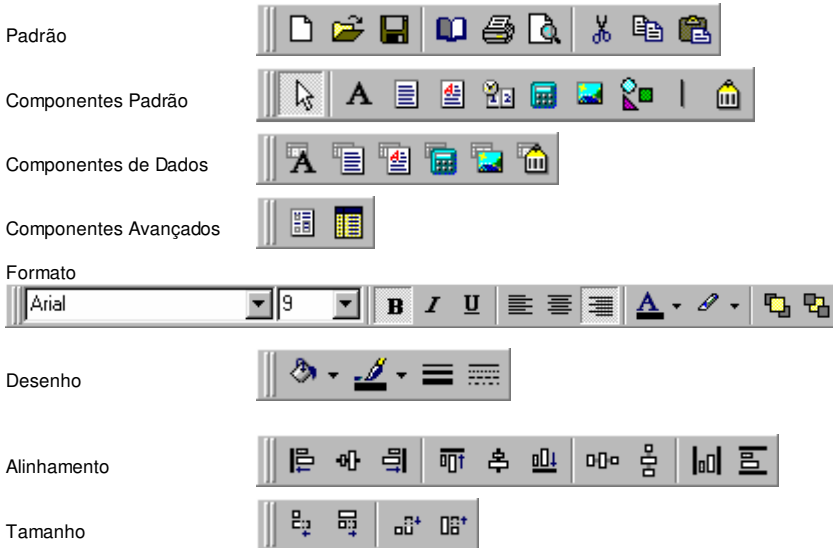 Padrão
Componentes Padrão
Componentes de Dados
Componentes Avançados
Formato
Arial 9 B I U A
Desenho
Alinhamento
Tamanho